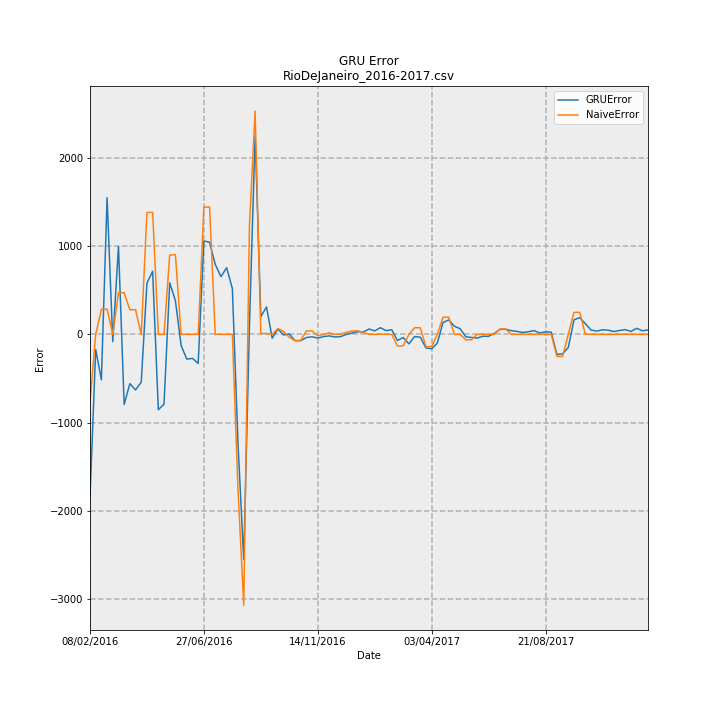 GRU Error
RioDeJaneiro_2016-2017.csv
GRUError
NaiveError
2000
1000
0
−1000
−2000
−3000
Error
08/02/2016 27/06/2016 14/11/2016 03/04/2017 21/08/2017
Date